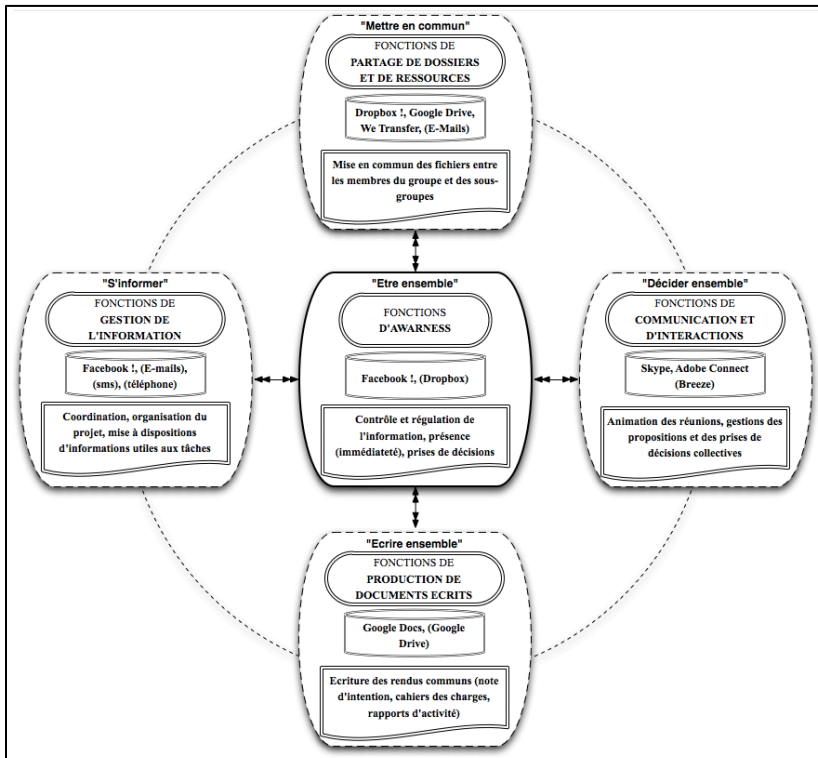 "Mettre en commun"
FONCTIONS DE
PARTAGE DE DOSSIERS
ET DE RESSOURCES
Dropbox !, Google Drive,
We Transfer, (E-Mails)
Mise en commun des fichiers entre
les membres du groupe et des sous-
groupes
"S'informer"
FONCTIONS DE
GESTION DE
L'INFORMATION
Facebook !, (E-mails),
(sms), (téléphone)
Coordination, organisation du
projet, mise à dispositions
d'informations utiles aux tâches
"Etre ensemble"
FONCTIONS
D'AWARNESS
Facebook !, (Dropbox)
Contrôle et régulation de
l'information, présence
(immédiateté), prises de décisions
"Décider ensemble"
FONCTIONS DE
COMMUNICATION ET
D'INTERACTIONS
Skype, Adobe Connect
(Breeze)
Animation des réunions, gestions des
propositions et des prises de
décisions collectives
"Ecrire ensemble"
FONCTIONS DE
PRODUCTION DE
DOCUMENTS ECRITS
Google Docs, (Google
Drive)
Ecriture des rendus communs (note
d'intention, cahiers des charges,
rapports d'activité)